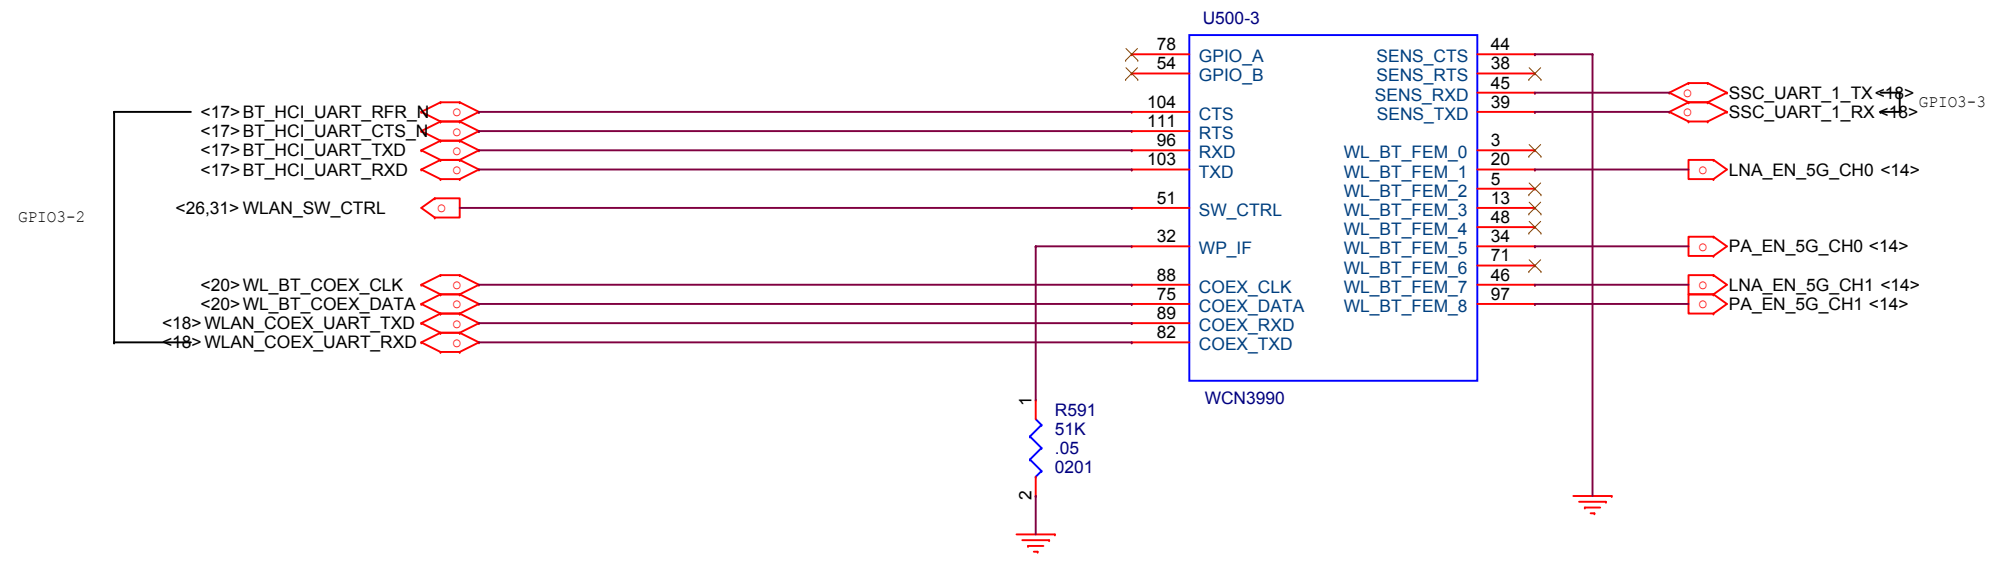 U500-3
78 GPIO_A SENS_CTS 44
54 GPIO_B SENS_RTS 38
SENS_RXD 45 SSC_UART_1_TX <18>
<17> BT_HCI_UART_RFR_N 104 CTS SENS_TXD 39 SSC_UART_1_RX <18>
GPIO3-3
<17> BT_HCI_UART_CTS_N 111 RTS
<17> BT_HCI_UART_TXD 96 RXD WL_BT_FEM_0 3
<17> BT_HCI_UART_RXD 103 TXD WL_BT_FEM_1 20 LNA_EN_5G_CH0 <14>
WL_BT_FEM_2 5
<26,31> WLAN_SW_CTRL 51 SW_CTRL WL_BT_FEM_3 13
GPIO3-2
WL_BT_FEM_4 48
32 WP_IF WL_BT_FEM_5 34 PA_EN_5G_CH0 <14>
WL_BT_FEM_6 71
<20> WL_BT_COEX_CLK 88 COEX_CLK WL_BT_FEM_7 46 LNA_EN_5G_CH1 <14>
<20> WL_BT_COEX_DATA 75 COEX_DATA WL_BT_FEM_8 97 PA_EN_5G_CH1 <14>
<18> WLAN_COEX_UART_TXD 89 COEX_RXD
<18> WLAN_COEX_UART_RXD 82 COEX_TXD
WCN3990
1
R591
51K
.05
0201
2